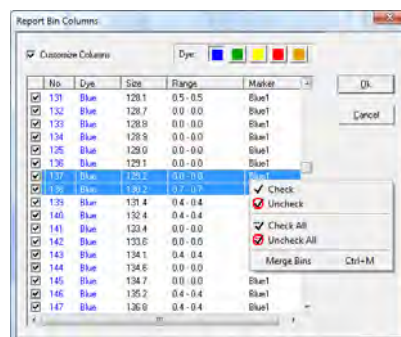 Report Bin Columns
Customize Columns Dye:
No. Dye Size Range Marker
131 Blue 128.1 0.5 - 0.5 Blue1
132 Blue 128.7 0.0 - 0.0 Blue1
133 Blue 128.8 0.0 - 0.0 Blue1
134 Blue 128.9 0.0 - 0.0 Blue1
135 Blue 129.0 0.0 - 0.0 Blue1
136 Blue 129.1 0.0 - 0.0 Blue1
137 Blue 129.2 0.0 - 0.0 Blue1
138 Blue 130.2 0.7 - 0.7
139 Blue 131.4 0.4 - 0.4
140 Blue 132.4 0.4 - 0.4
141 Blue 133.4 0.0 - 0.0
142 Blue 133.6 0.0 - 0.0
143 Blue 134.1 0.4 - 0.4
144 Blue 134.6 0.0 - 0.0
145 Blue 134.7 0.0 - 0.0 Blue1
146 Blue 135.2 0.4 - 0.4 Blue1
147 Blue 136.8 0.4 - 0.4 Blue1
Ok
Cancel
Check
Uncheck
Check All
Uncheck All
Merge Bins Ctrl+M